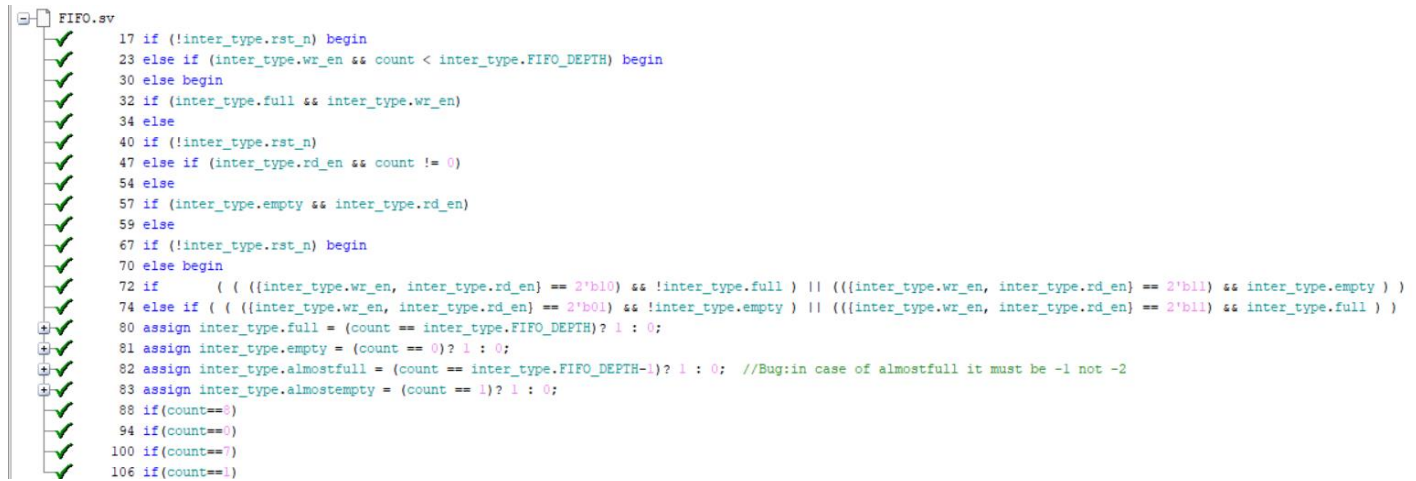 FIFO.sv
17 if (!inter_type.rst_n) begin
23 else if (inter_type.wr_en && count < inter_type.FIFO_DEPTH) begin
30 else begin
32 if (inter_type.full && inter_type.wr_en)
34 else
40 if (!inter_type.rst_n)
47 else if (inter_type.rd_en && count != 0)
54 else
57 if (inter_type.empty && inter_type.rd_en)
59 else
67 if (!inter_type.rst_n) begin
70 else begin
72 if ( ( ({inter_type.wr_en, inter_type.rd_en} == 2'b10) && !inter_type.full ) || (({inter_type.wr_en, inter_type.rd_en} == 2'b11) && inter_type.empty ) )
74 else if ( ( ({inter_type.wr_en, inter_type.rd_en} == 2'b01) && !inter_type.empty ) || (({inter_type.wr_en, inter_type.rd_en} == 2'b11) && inter_type.full ) )
80 assign inter_type.full = (count == inter_type.FIFO_DEPTH)? 1 : 0;
81 assign inter_type.empty = (count == 0)? 1 : 0;
82 assign inter_type.almostfull = (count == inter_type.FIFO_DEPTH-1)? 1 : 0; //Bug:in case of almostfull it must be -1 not -2
83 assign inter_type.almostempty = (count == 1)? 1 : 0;
88 if(count==8)
94 if(count==0)
100 if(count==7)
106 if(count==1)